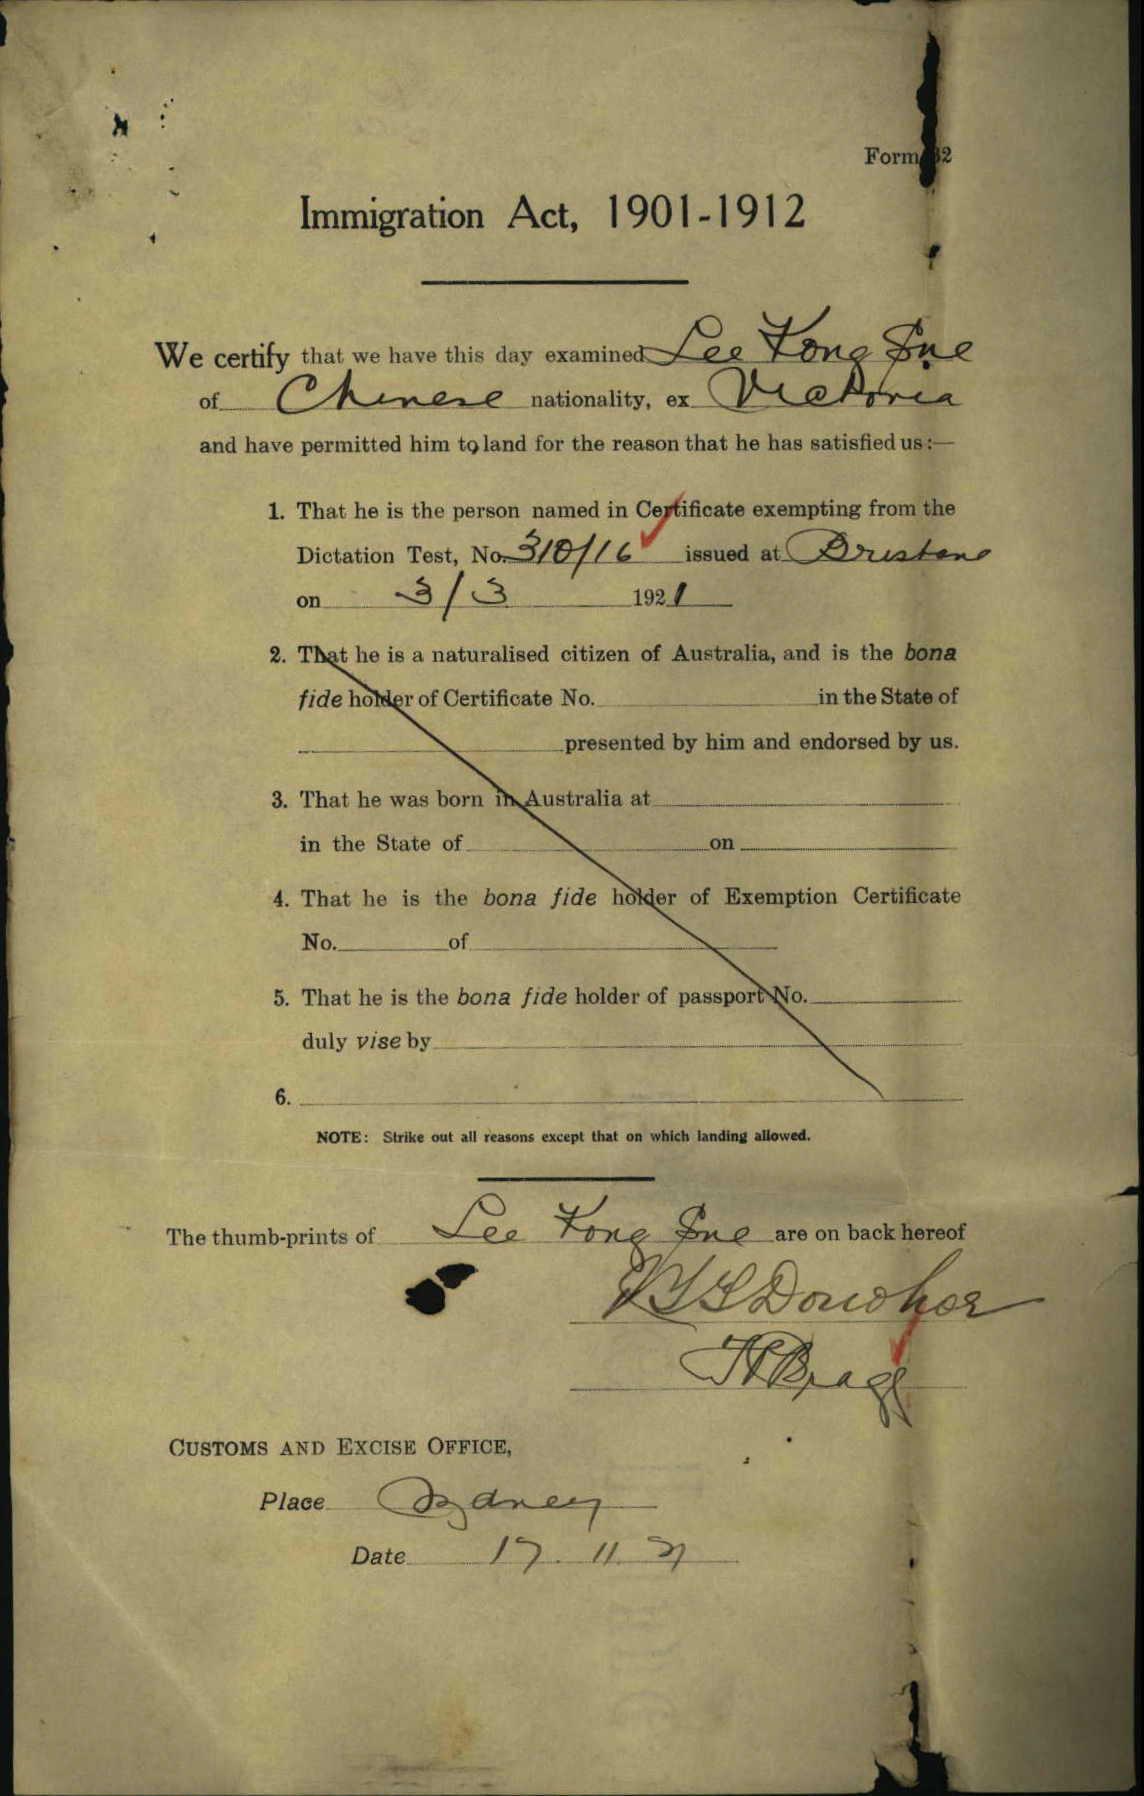 Form 32
Immigration Act, 1901-1912
We certify that we have this day examined Lee Kong Sue
of Chinese nationality, ex Victoria
and have permitted him to land for the reason that he has satisfied us:—
1. That he is the person named in Certificate exempting from the
Dictation Test, No. 310/16 issued at Brisbane
on 3/3 1921
2. That he is a naturalised citizen of Australia, and is the bona
fide holder of Certificate No. in the State of
presented by him and endorsed by us.
3. That he was born in Australia at
in the State of on
4. That he is the bona fide holder of Exemption Certificate
No. of
5. That he is the bona fide holder of passport No.
duly vise by
6.
NOTE: Strike out all reasons except that on which landing allowed.
The thumb-prints of Lee Kong Sue are on back hereof
Donohoe
Bragg
CUSTOMS AND EXCISE OFFICE,
Place Sydney
Date 17.11.21